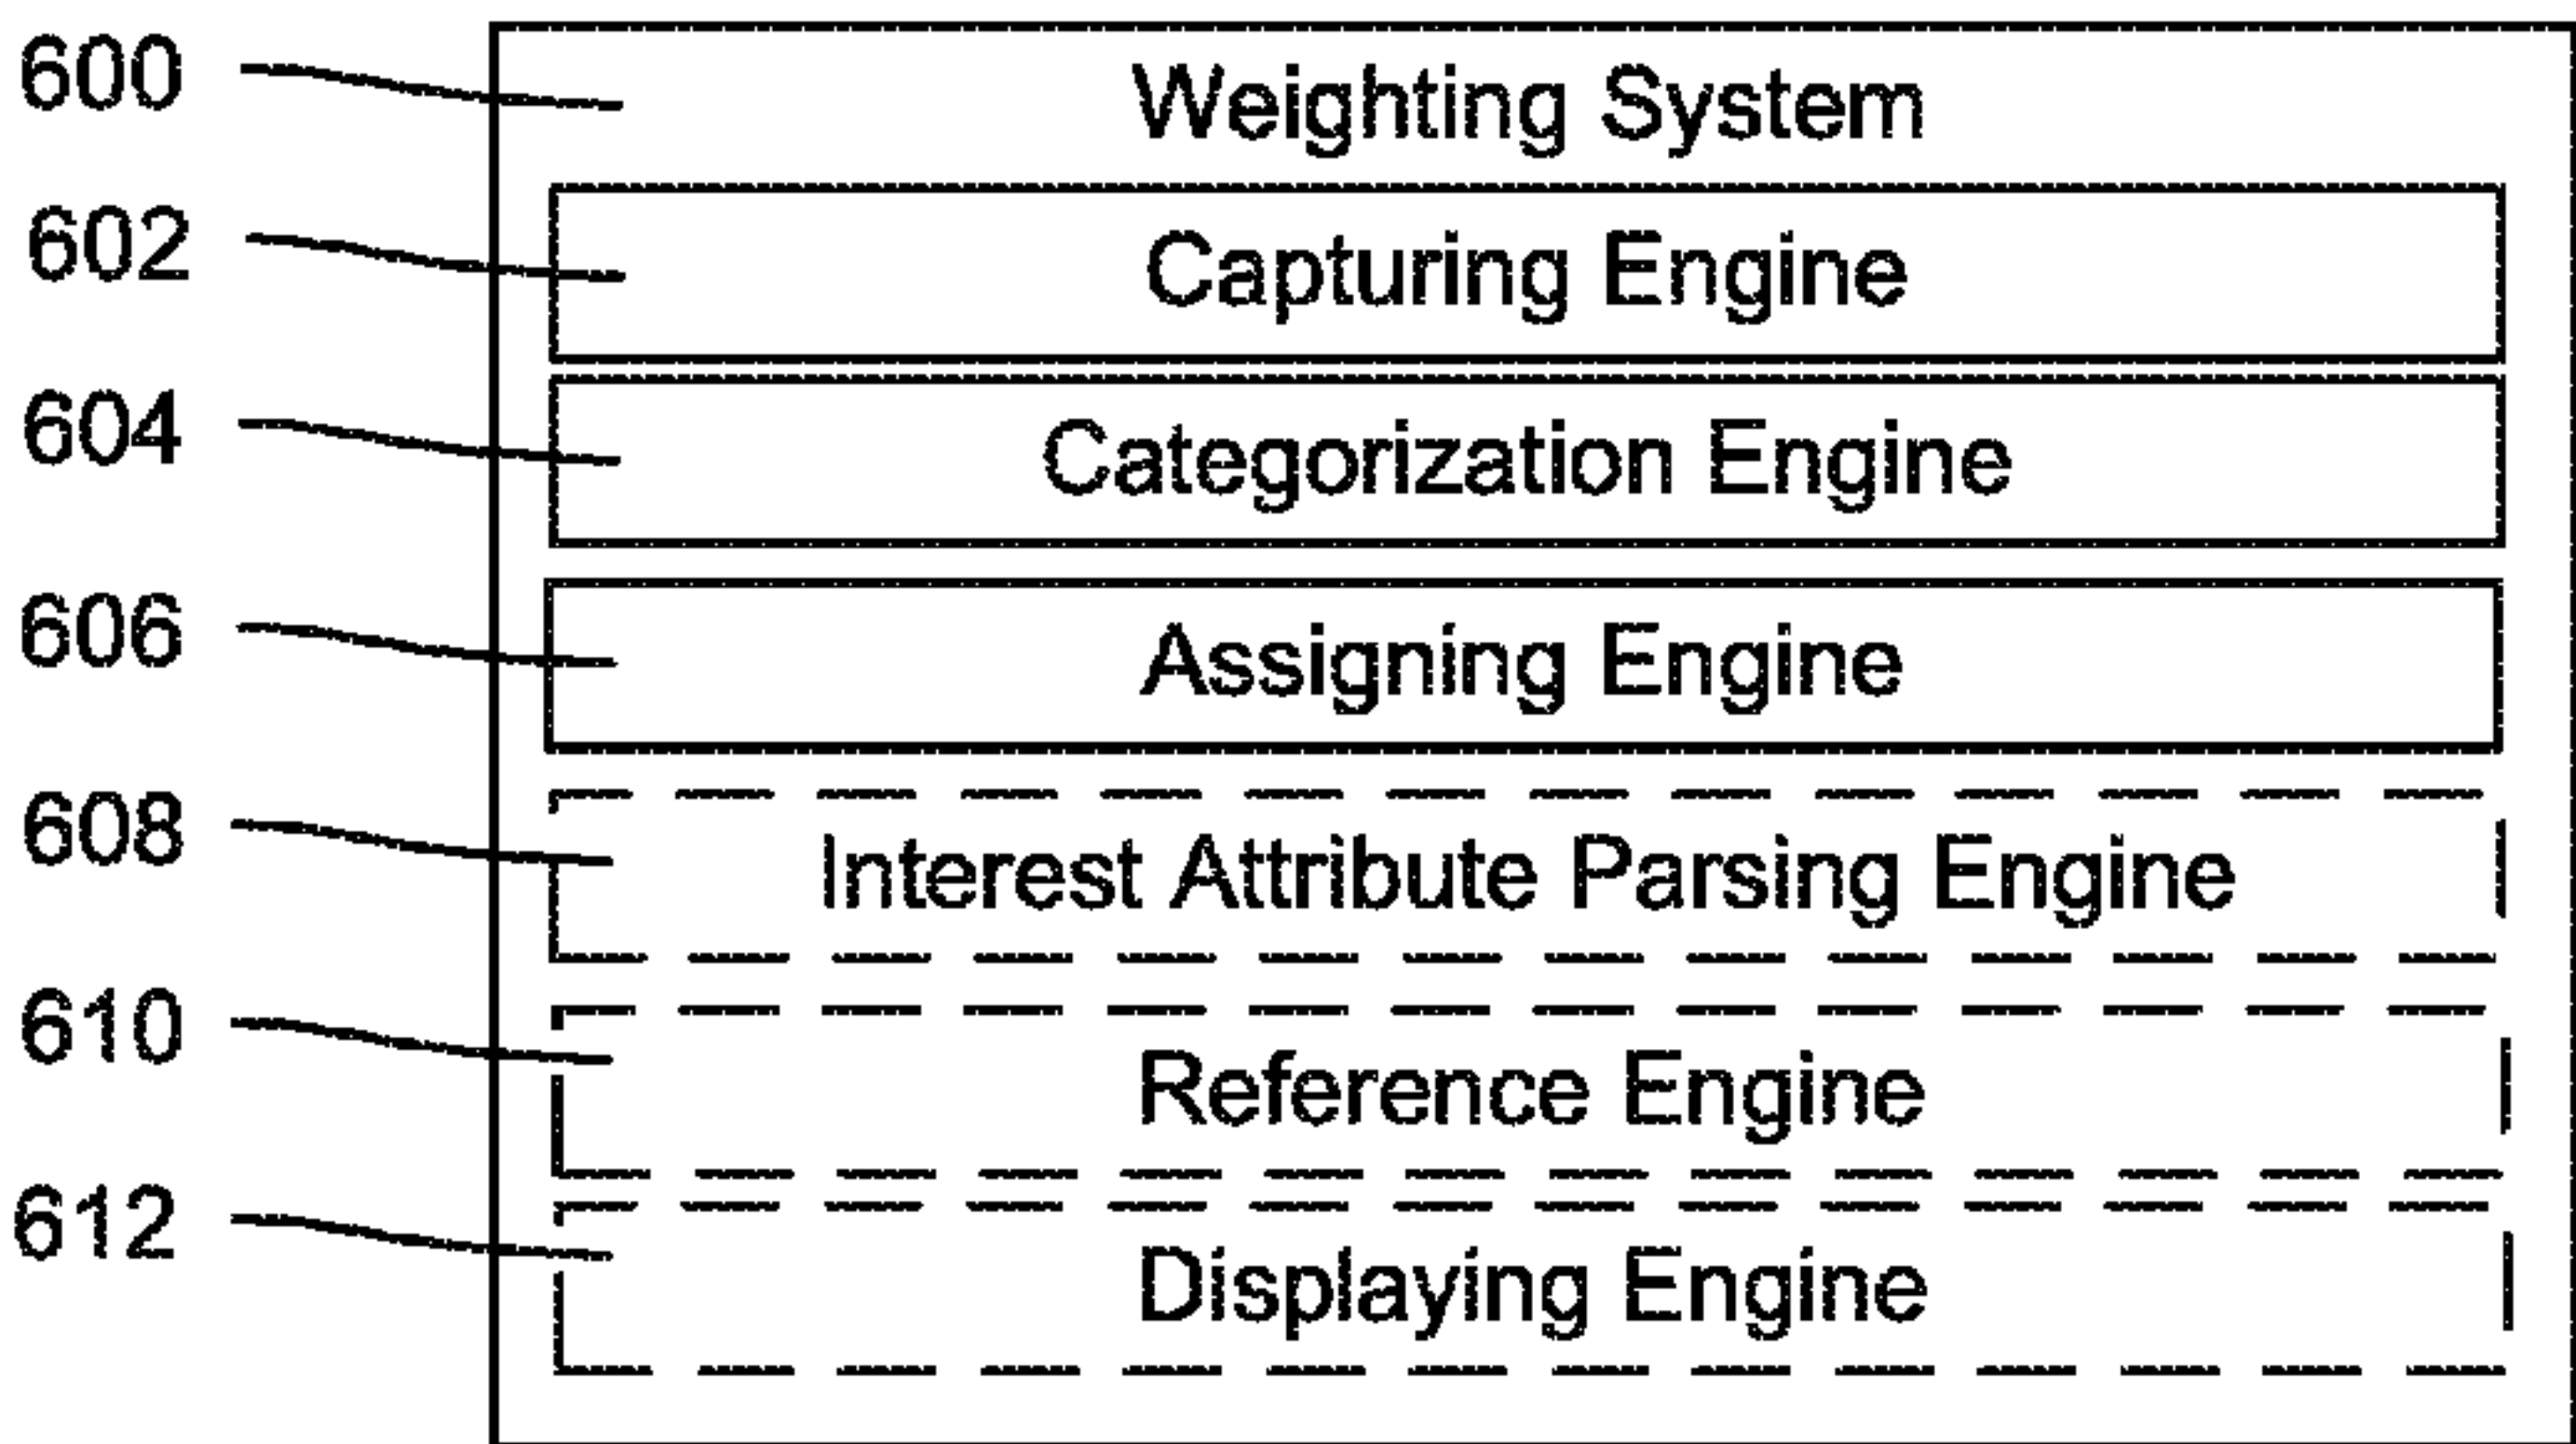 600 Weighting System
602 Capturing Engine
604 Categorization Engine
606 Assigning Engine
608 Interest Attribute Parsing Engine
610 Reference Engine
612 Displaying Engine